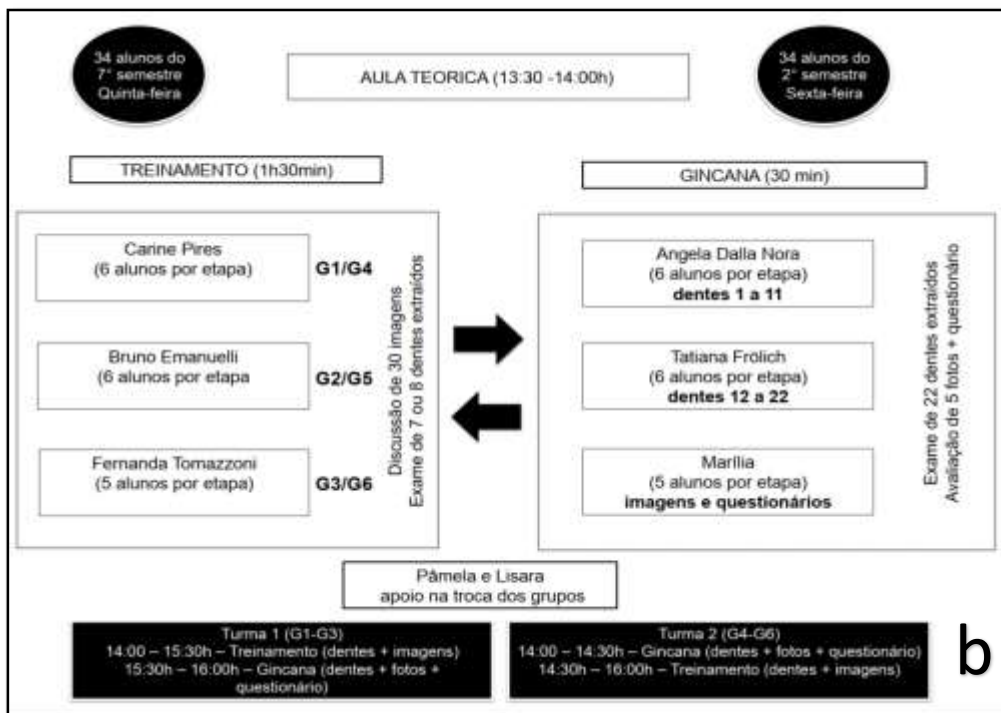 34 alunos do
7° semestre
Quinta-feira
AULA TEORICA (13:30 -14:00h)
34 alunos do
2° semestre
Sexta-feira
TREINAMENTO (1h30min)
Carine Pires
(6 alunos por etapa)
G1/G4
Bruno Emanuelli
(6 alunos por etapa
G2/G5
Fernanda Tomazzoni
(5 alunos por etapa)
G3/G6
Discussão de 30 imagens
Exame de 7 ou 8 dentes extraídos
GINCANA (30 min)
Angela Dalla Nora
(6 alunos por etapa)
dentes 1 a 11
Tatiana Frölich
(6 alunos por etapa)
dentes 12 a 22
Marília
(5 alunos por etapa)
imagens e questionários
Exame de 22 dentes extraídos
Avaliação de 5 fotos + questionário
Pâmela e Lisara
apoio na troca dos grupos
Turma 1 (G1-G3)
14:00 – 15:30h – Treinamento (dentes + imagens)
15:30h – 16:00h – Gincana (dentes + fotos +
questionário)
Turma 2 (G4-G6)
14:00 – 14:30h – Gincana (dentes + fotos + questionário)
14:30h – 16:00h – Treinamento (dentes + imagens)
b